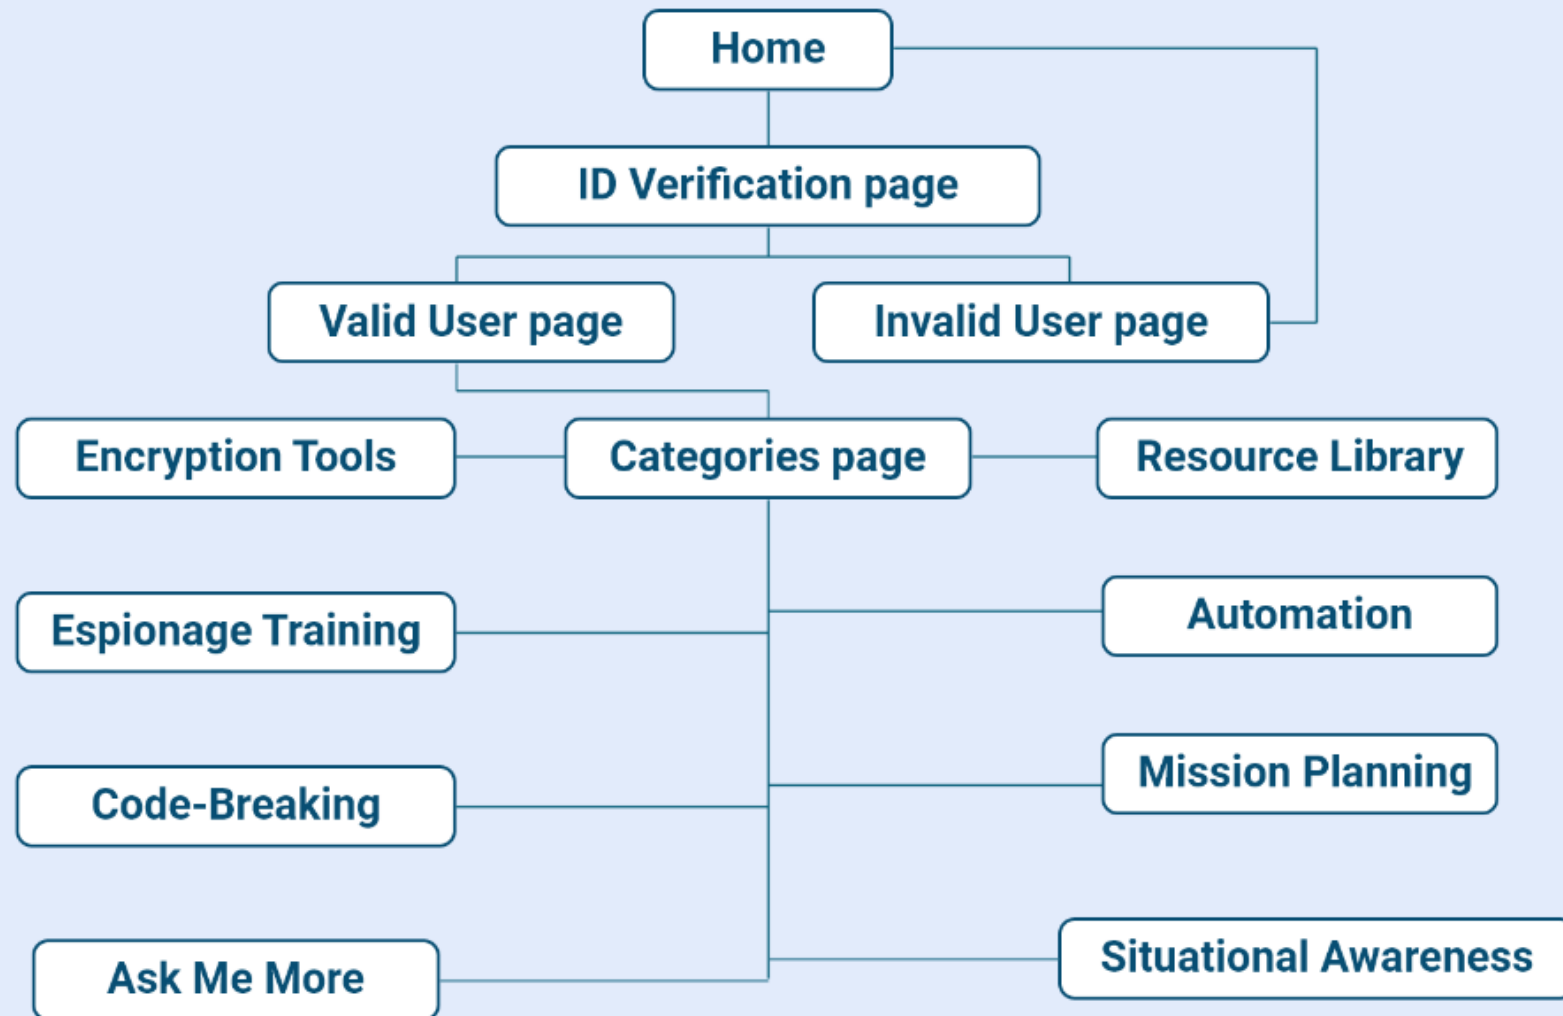 Home
ID Verification page
Valid User page
Invalid User page
Encryption Tools
Categories page
Resource Library
Espionage Training
Automation
Code-Breaking
Mission Planning
Ask Me More
Situational Awareness